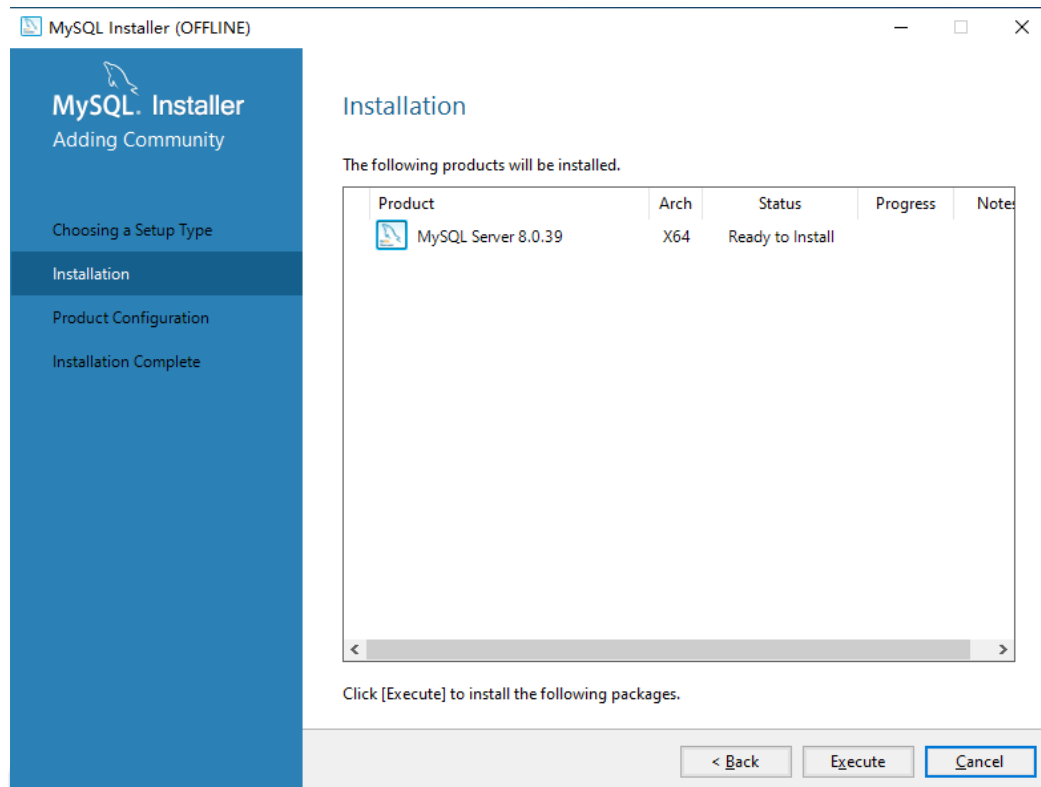 MySQL Installer (OFFLINE)
MySQL. Installer
Adding Community
Choosing a Setup Type
Installation
Product Configuration
Installation Complete
Installation
The following products will be installed.
Product Arch Status Progress Notes
MySQL Server 8.0.39 X64 Ready to Install
Click [Execute] to install the following packages.
< Back Execute Cancel